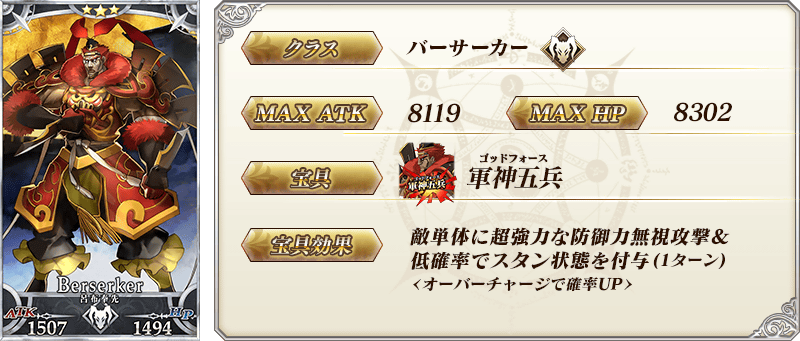 Berserker
呂布奉先
ATK HP
1507 1494
クラス バーサーカー
MAX ATK 8119 MAX HP 8302
ゴッドフォース
宝具 軍神五兵
軍神五兵
宝具効果 敵単体に超強力な防御力無視攻撃&
低確率でスタン状態を付与(1ターン)
<オーバーチャージで確率UP>